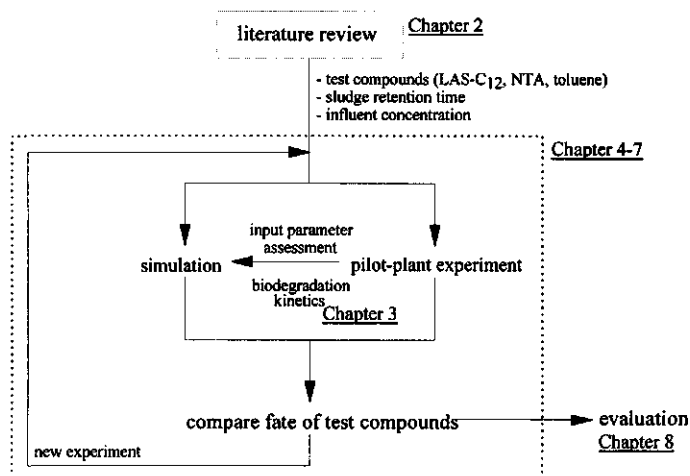 literature review
Chapter 2
- test compounds (LAS-C12, NTA, toluene)
- sludge retention time
- influent concentration
Chapter 4-7
input parameter
assessment
simulation
pilot-plant experiment
biodegradation
kinetics
Chapter 3
compare fate of test compounds
evaluation
Chapter 8
new experiment